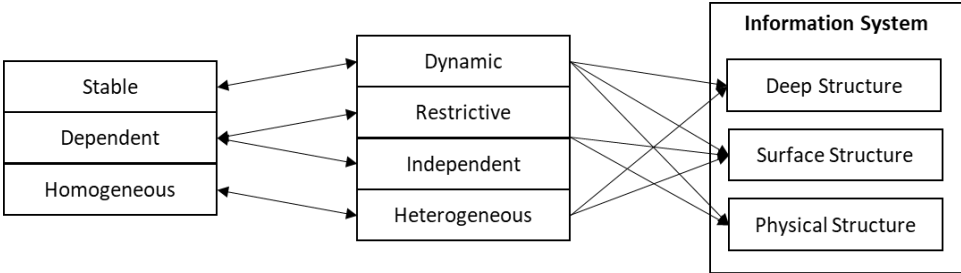 Stable
Dependent
Homogeneous
Dynamic
Restrictive
Independent
Heterogeneous
Information System
Deep Structure
Surface Structure
Physical Structure